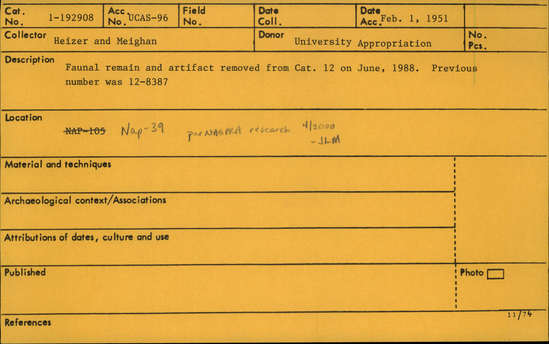 Cat. No. 1-192908 Acc No. UCAS-96 Field No. Date Coll. Date Acc. Feb. 1, 1951
Collector Heizer and Meighan Donor University Appropriation No. Pcs.
Description
Faunal remain and artifact removed from Cat. 12 on June, 1988. Previous
number was 12-8387
Location
NAP-105 Nap-39 per NAGPRA research 4/2000
-JLM
Material and techniques
Archaeological context/Associations
Attributions of dates, culture and use
Published Photo
11/74
References